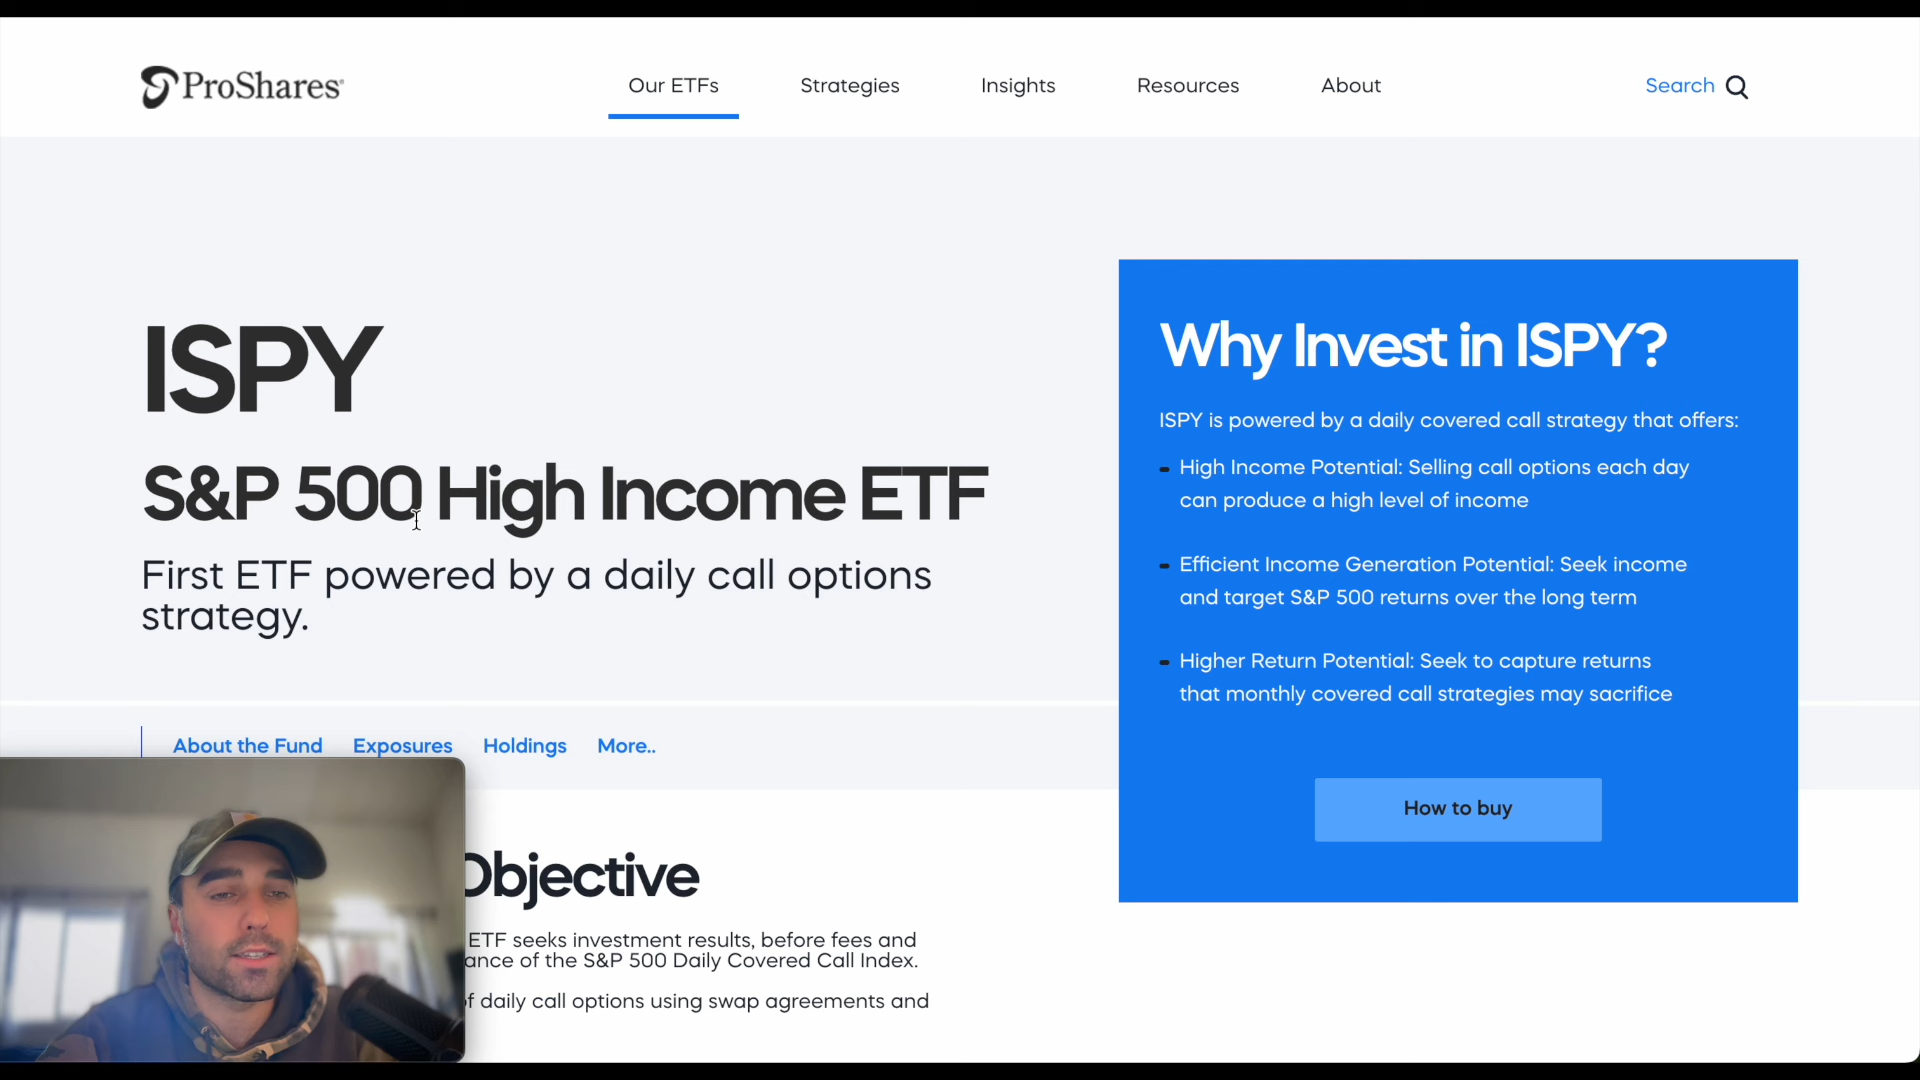 ProShares
Our ETFs
Strategies
Insights
Resources
About
Search
ISPY
S&P 500 High Income ETF
First ETF powered by a daily call options
strategy.
Why Invest in ISPY?
ISPY is powered by a daily covered call strategy that offers:
High Income Potential: Selling call options each day
can produce a high level of income
Efficient Income Generation Potential: Seek income
and target S&P 500 returns over the long term
Higher Return Potential: Seek to capture returns
that monthly covered call strategies may sacrifice
How to buy
About the Fund
Exposures
Holdings
More..
Objective
ETF seeks investment results, before fees and
ance of the S&P 500 Daily Covered Call Index.
of daily call options using swap agreements and